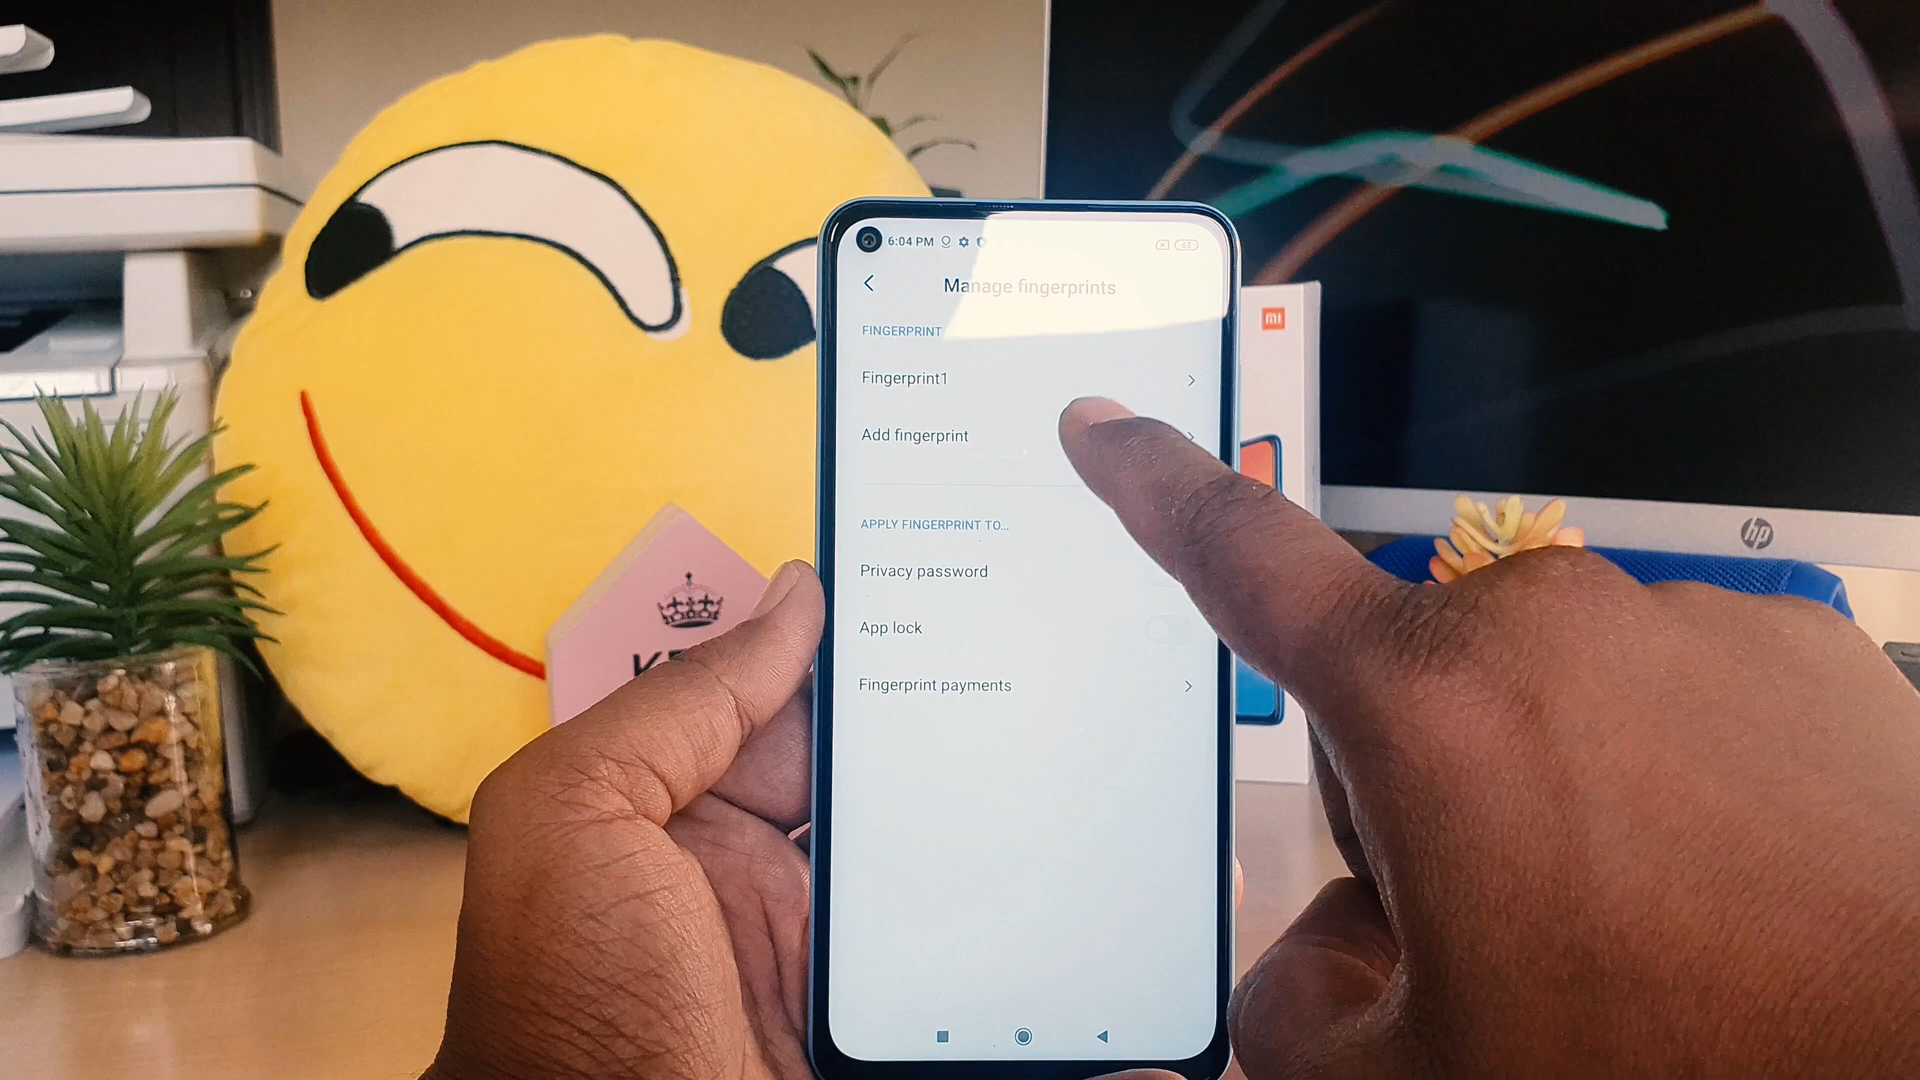 6:04 PM
63
Manage fingerprints
FINGERPRINT
Fingerprint1
Add fingerprint
APPLY FINGERPRINT TO...
Privacy password
App lock
Fingerprint payments
mi
hp